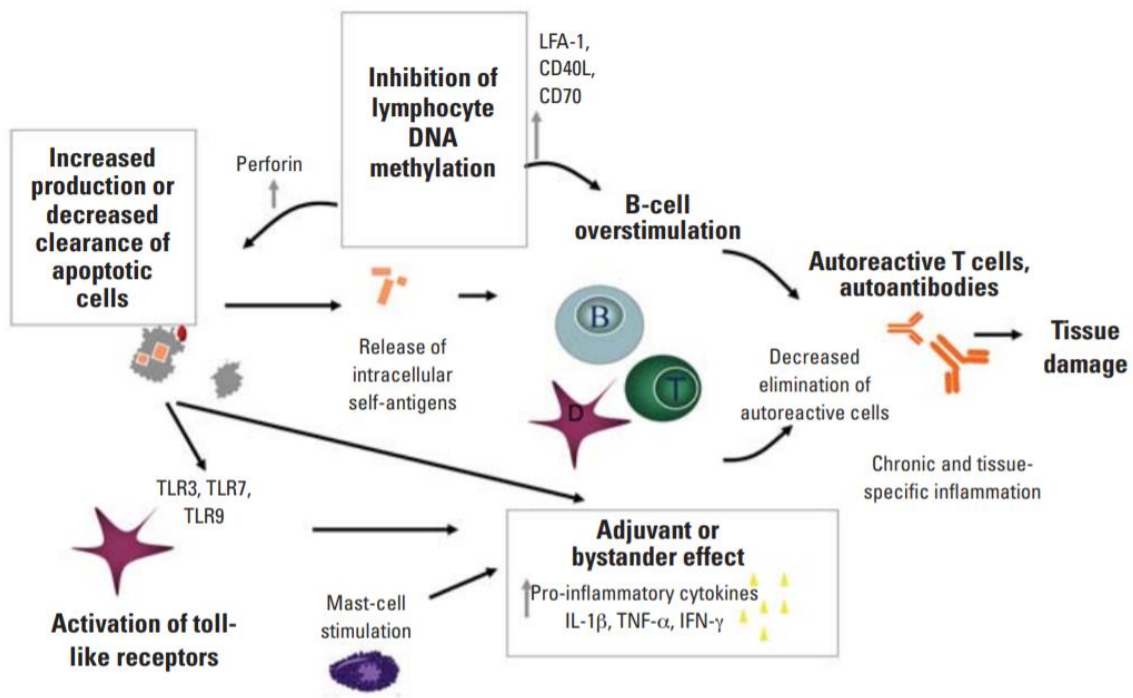 Increased
production or
decreased
clearance of
apoptotic
cells
Perforin
Inhibition of
lymphocyte
DNA
methylation
LFA-1,
CD40L,
CD70
B-cell
overstimulation
Autoreactive T cells,
autoantibodies
Tissue
damage
Release of
intracellular
self-antigens
B
T
D
Decreased
elimination of
autoreactive cells
Chronic and tissue-
specific inflammation
TLR3, TLR7,
TLR9
Activation of toll-
like receptors
Mast-cell
stimulation
Adjuvant or
bystander effect
Pro-inflammatory cytokines
IL-1β, TNF-α, IFN-γ